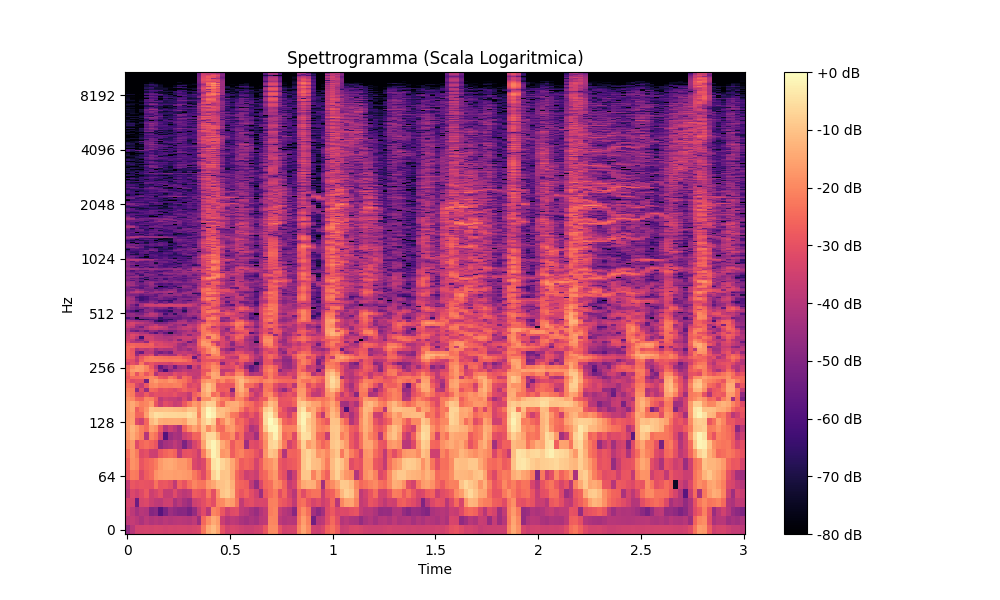 Spettrogramma (Scala Logaritmica)
Hz
8192
4096
2048
1024
512
256
128
64
0
0 0.5 1 1.5 2 2.5 3
Time
+0 dB
-10 dB
-20 dB
-30 dB
-40 dB
-50 dB
-60 dB
-70 dB
-80 dB